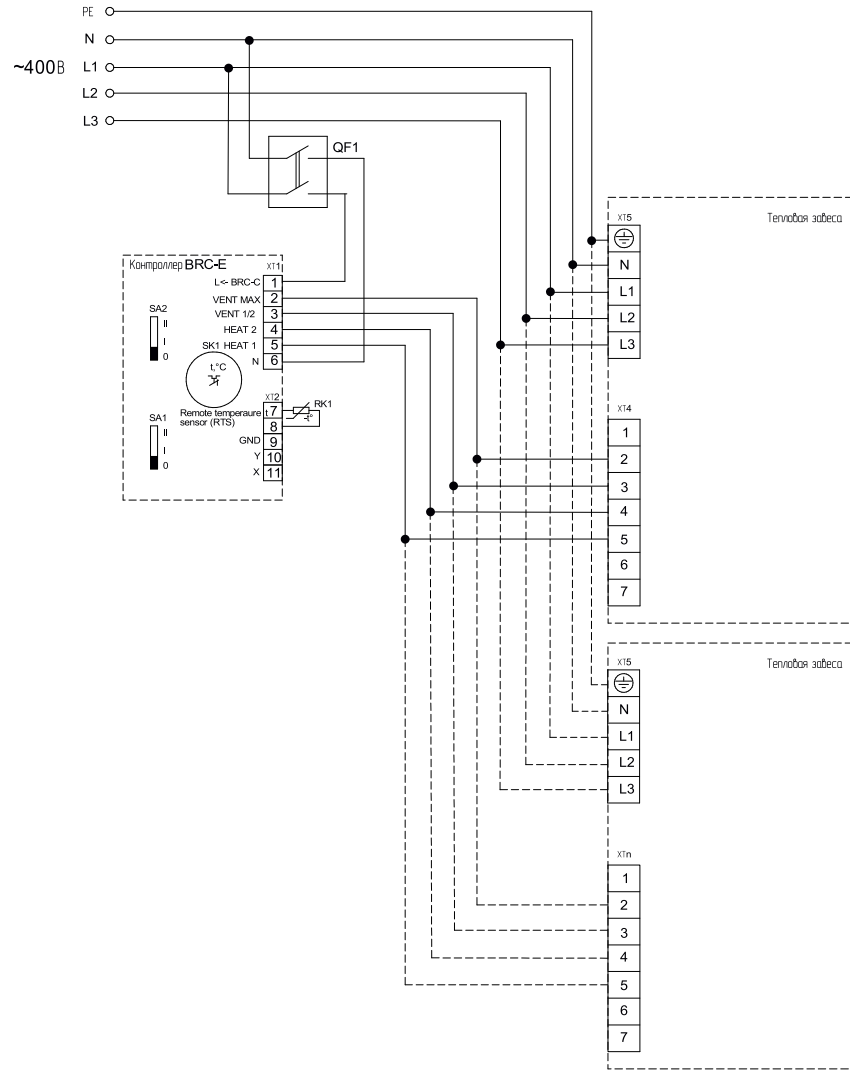 PE
N
~400В
L1
L2
L3
QF1
Контроллер BRC-E
XT1
L<- BRC-C 1
VENT MAX 2
VENT 1/2 3
HEAT 2 4
SK1 HEAT 1 5
N 6
SA2
II
I
0
t,°C
XT2
Remote temperaure
sensor (RTS)
t 7
8
GND 9
Y 10
X 11
RK1
-t°
SA1
II
I
0
XT5
Тепловая завеса
N
L1
L2
L3
XT4
1
2
3
4
5
6
7
XT5
Тепловая завеса
N
L1
L2
L3
XTn
1
2
3
4
5
6
7